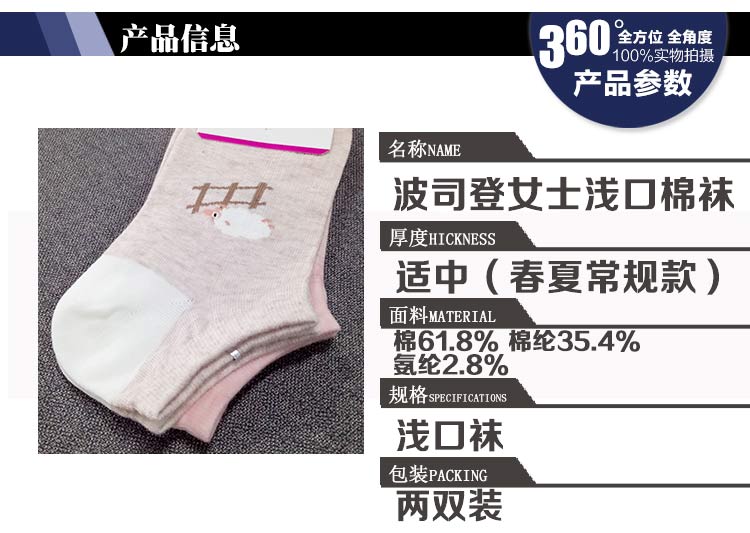 产品信息
360°全方位 全角度
100%实物拍摄
产品参数
名称NAME
波司登女士浅口棉袜
厚度HICKNESS
适中（春夏常规款）
面料MATERIAL
棉61.8% 棉纶35.4%
氨纶2.8%
规格SPECIFICATIONS
浅口袜
包装PACKING
两双装